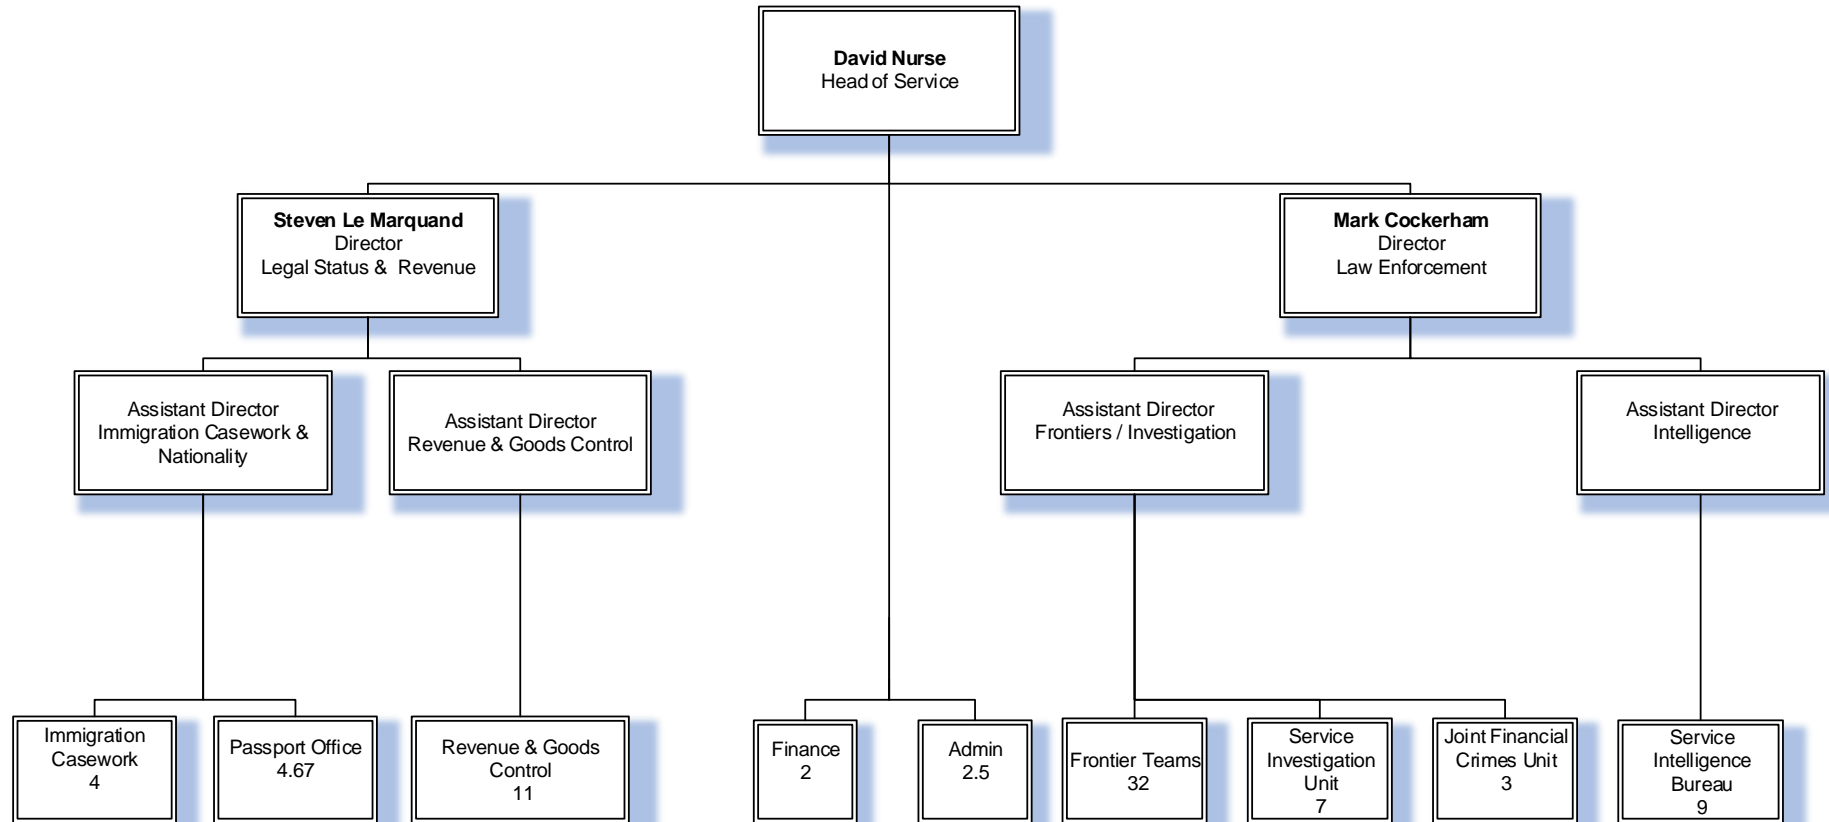 David Nurse
Head of Service
Steven Le Marquand
Director
Legal Status & Revenue
Mark Cockerham
Director
Law Enforcement
Assistant Director
Immigration Casework &
Nationality
Assistant Director
Revenue & Goods Control
Assistant Director
Frontiers / Investigation
Assistant Director
Intelligence
Immigration
Casework
4
Passport Office
4.67
Revenue & Goods
Control
11
Finance
2
Admin
2.5
Frontier Teams
32
Service
Investigation
Unit
7
Joint Financial
Crimes Unit
3
Service
Intelligence
Bureau
9